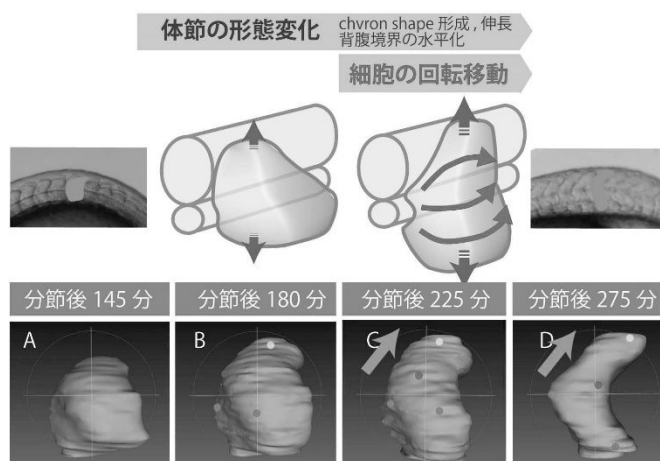 体節の形態変化
chvron shape 形成 , 伸長
背腹境界の水平化
細胞の回転移動
分節後 145 分
分節後 180 分
分節後 225 分
分節後 275 分
A
B
C
D